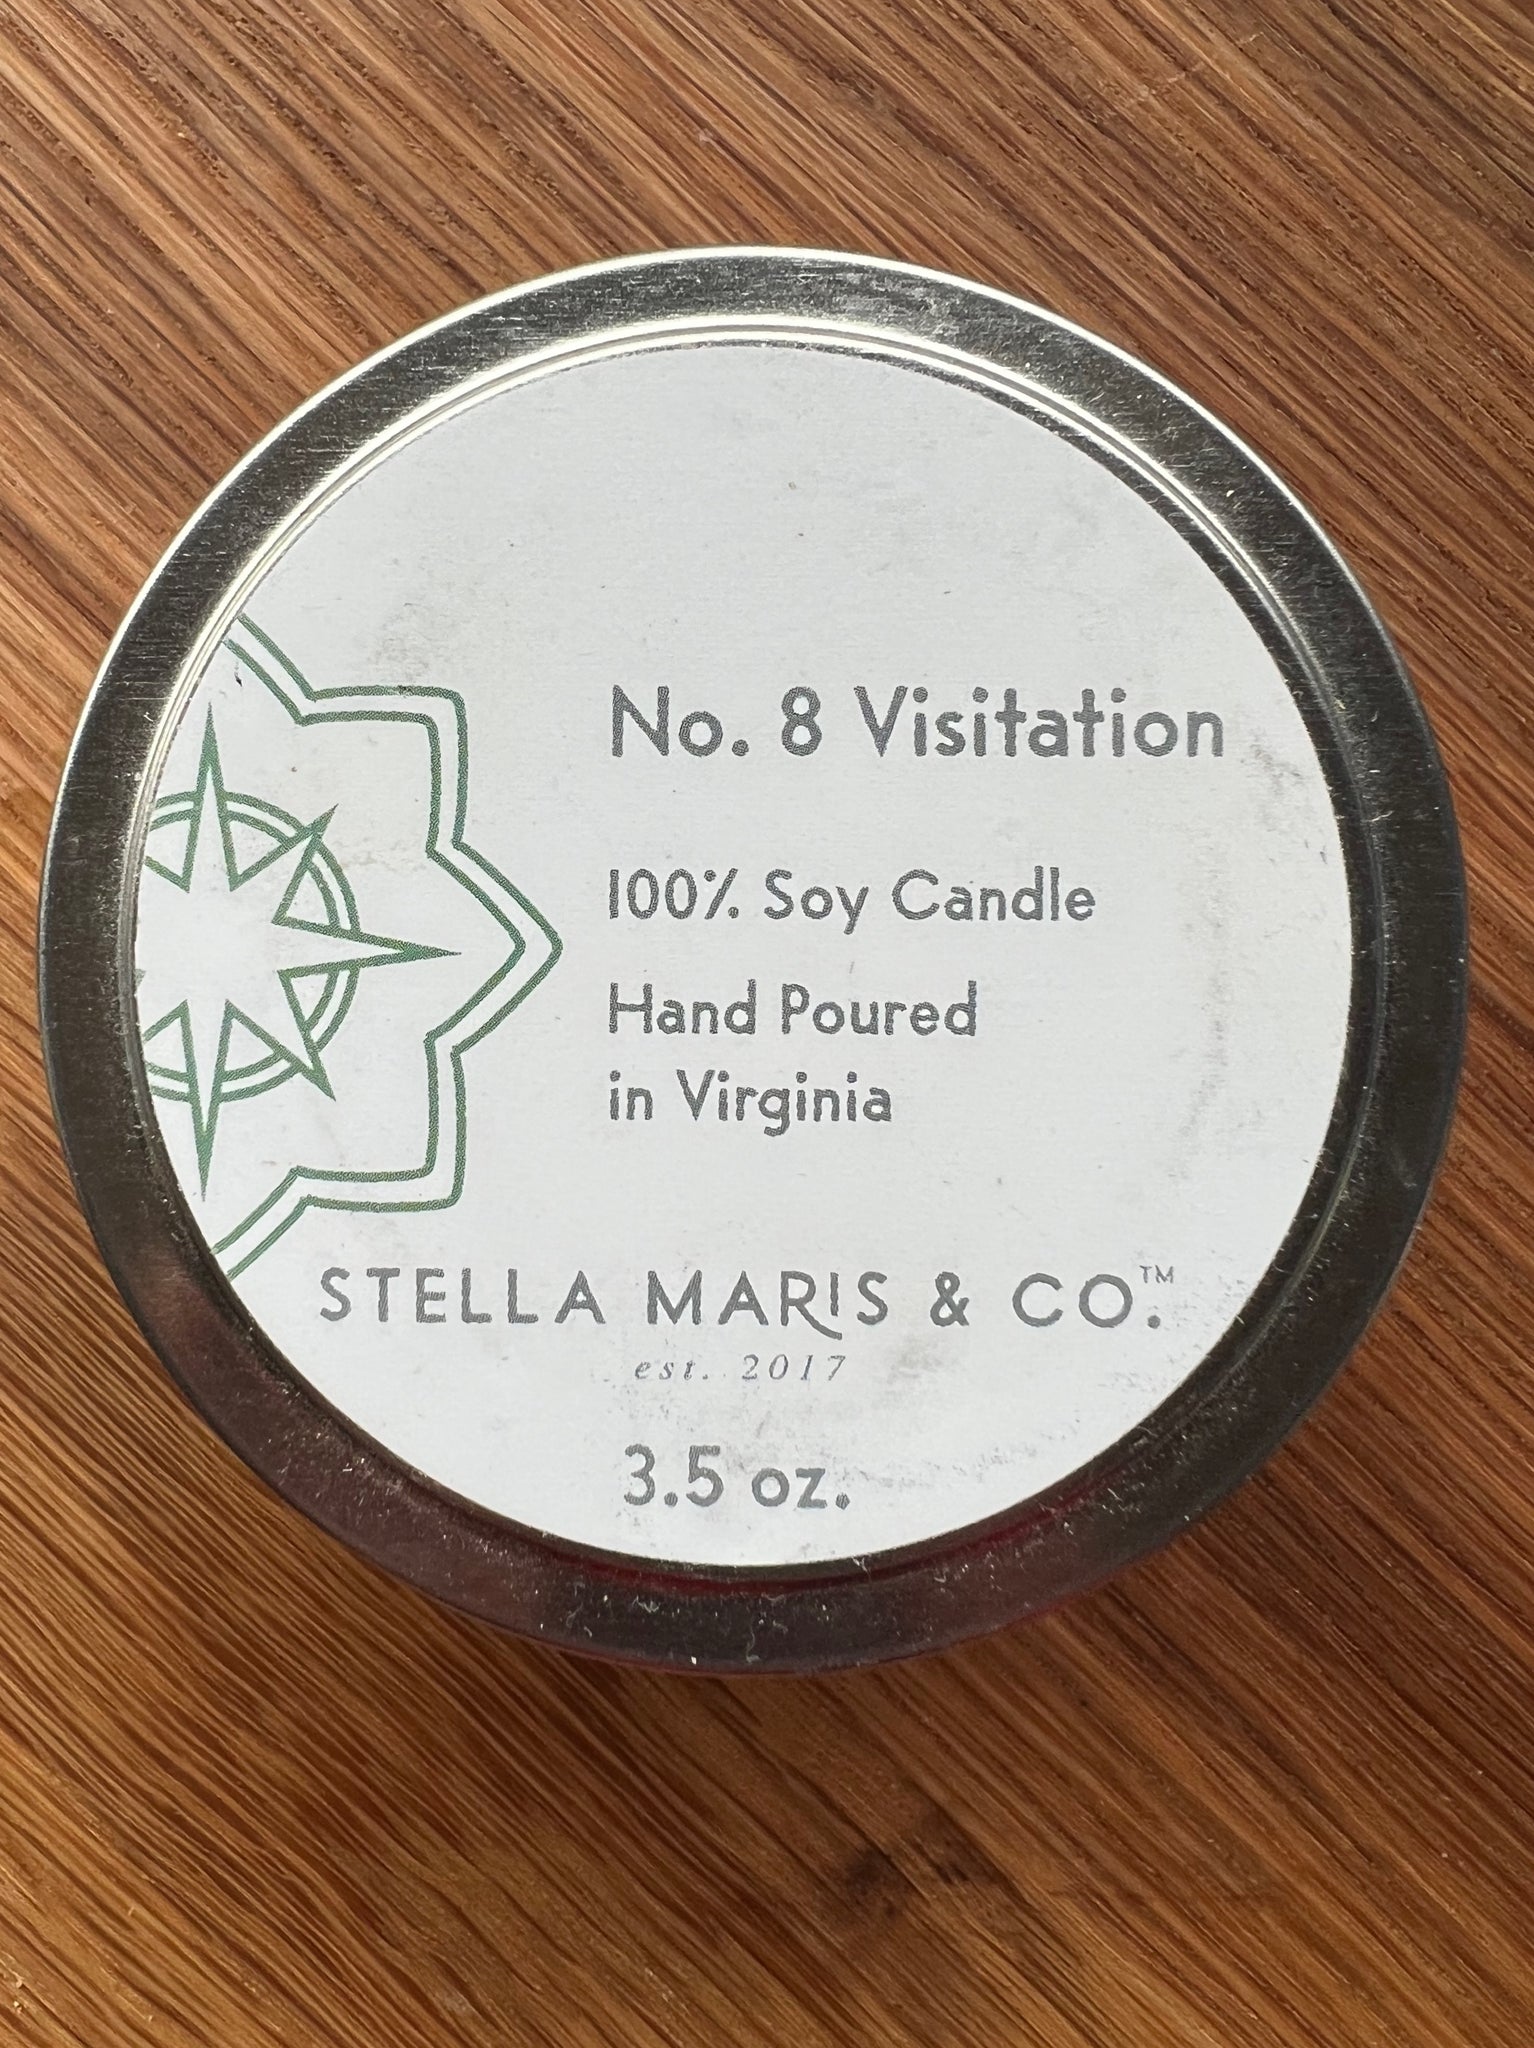 No. 8 Visitation
100% Soy Candle
Hand Poured
in Virginia
STELLA MARIS & CO.™
est. 2017
3.5 oz.